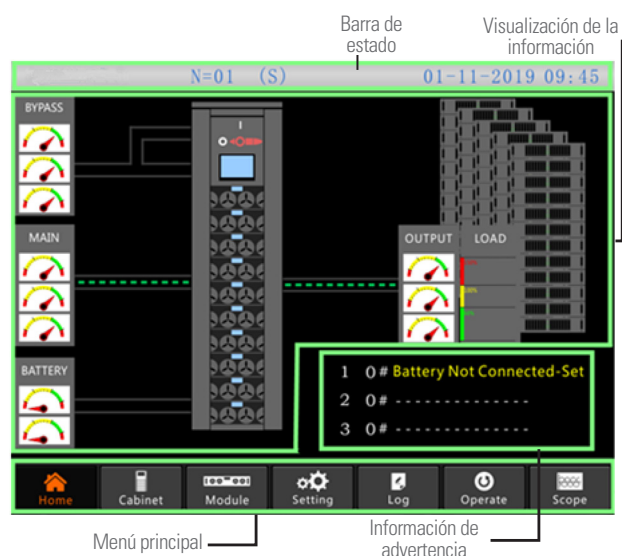 Barra de
estado
Visualización de la
información
N=01 (S)
01-11-2019 09:45
BYPASS
MAIN
OUTPUT
LOAD
BATTERY
1 0# Battery Not Connected-Set
2 0# - - - - - - - - - - - - - -
3 0# - - - - - - - - - - - - - -
Home
Cabinet
Module
Setting
Log
Operate
Scope
Menú principal
Información de
advertencia